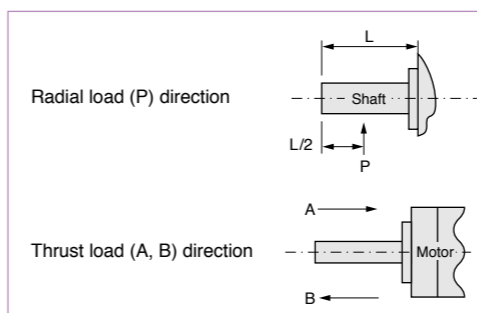 L
Radial load (P) direction
Shaft
L/2
P
A
Thrust load (A, B) direction
Motor
B